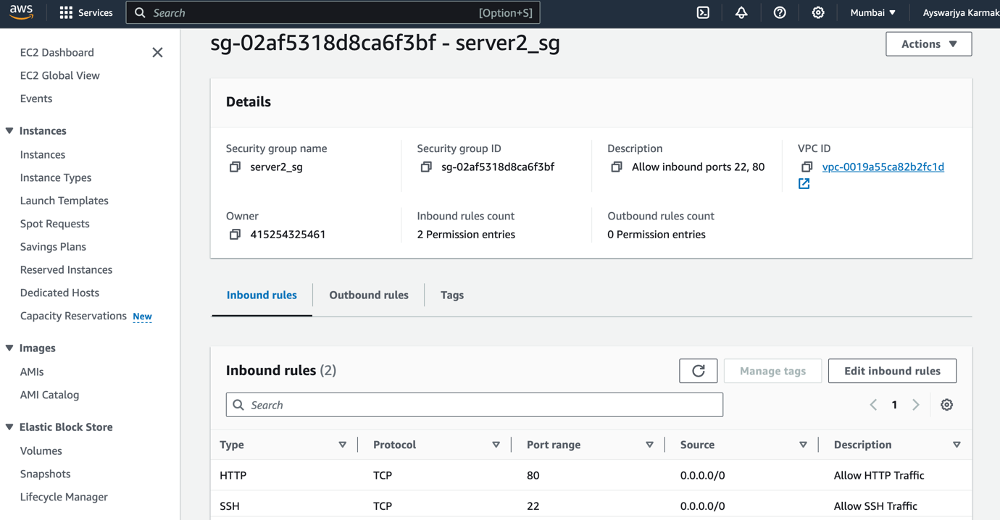 aws Services Search [Option+S] Mumbai Ayswarjya Karmak
EC2 Dashboard
EC2 Global View
Events
Instances
Instances
Instance Types
Launch Templates
Spot Requests
Savings Plans
Reserved Instances
Dedicated Hosts
Capacity Reservations New
Images
AMIs
AMI Catalog
Elastic Block Store
Volumes
Snapshots
Lifecycle Manager
sg-02af5318d8ca6f3bf - server2_sg
Actions
Details
Security group name
server2_sg
Security group ID
sg-02af5318d8ca6f3bf
Description
Allow inbound ports 22, 80
VPC ID
vpc-0019a55ca82b2fc1d
Owner
415254325461
Inbound rules count
2 Permission entries
Outbound rules count
0 Permission entries
Inbound rules Outbound rules Tags
Inbound rules (2)
Manage tags Edit inbound rules
Search
1
Type Protocol Port range Source Description
HTTP TCP 80 0.0.0.0/0 Allow HTTP Traffic
SSH TCP 22 0.0.0.0/0 Allow SSH Traffic